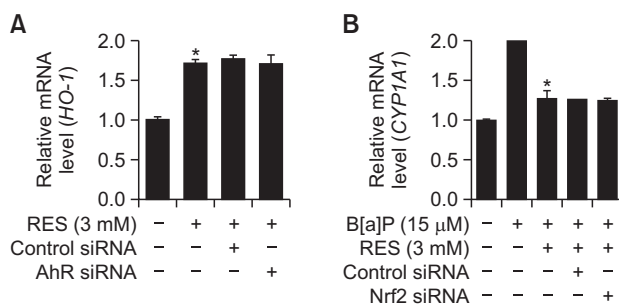 A
Relative mRNA
level (HO-1)
2.0
1.5
1.0
0.5
0.0
*
RES (3 mM) – + + +
Control siRNA – – + –
AhR siRNA – – – +
B
Relative mRNA
level (CYP1A1)
2.0
1.5
1.0
0.5
0.0
*
B[a]P (15 μM) – + + + +
RES (3 mM) – – + + +
Control siRNA – – – + –
Nrf2 siRNA – – – – +